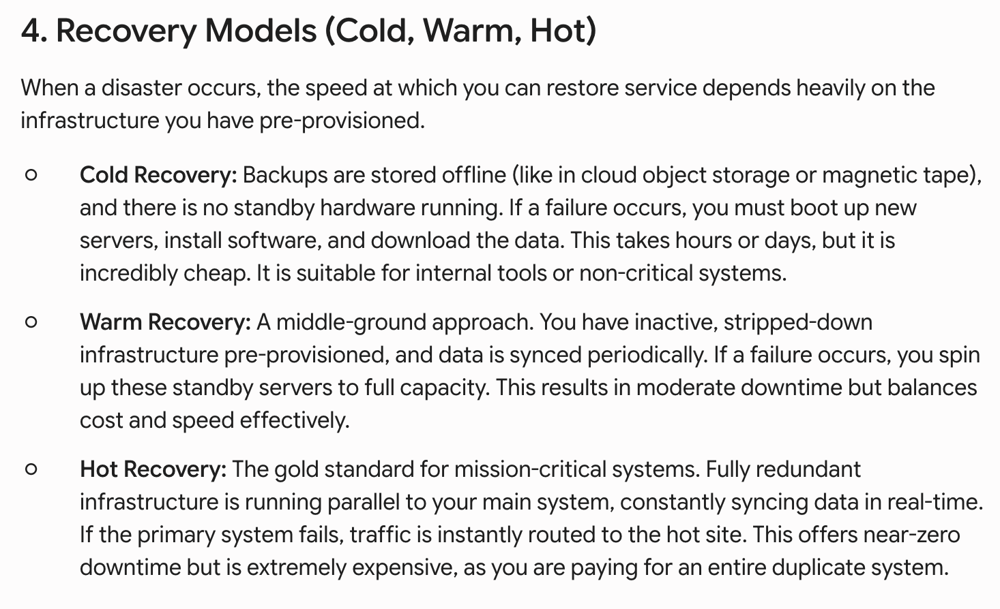 4. Recovery Models (Cold, Warm, Hot)
When a disaster occurs, the speed at which you can restore service depends heavily on the
infrastructure you have pre-provisioned.
Cold Recovery: Backups are stored offline (like in cloud object storage or magnetic tape),
and there is no standby hardware running. If a failure occurs, you must boot up new
servers, install software, and download the data. This takes hours or days, but it is
incredibly cheap. It is suitable for internal tools or non-critical systems.
Warm Recovery: A middle-ground approach. You have inactive, stripped-down
infrastructure pre-provisioned, and data is synced periodically. If a failure occurs, you spin
up these standby servers to full capacity. This results in moderate downtime but balances
cost and speed effectively.
Hot Recovery: The gold standard for mission-critical systems. Fully redundant
infrastructure is running parallel to your main system, constantly syncing data in real-time.
If the primary system fails, traffic is instantly routed to the hot site. This offers near-zero
downtime but is extremely expensive, as you are paying for an entire duplicate system.